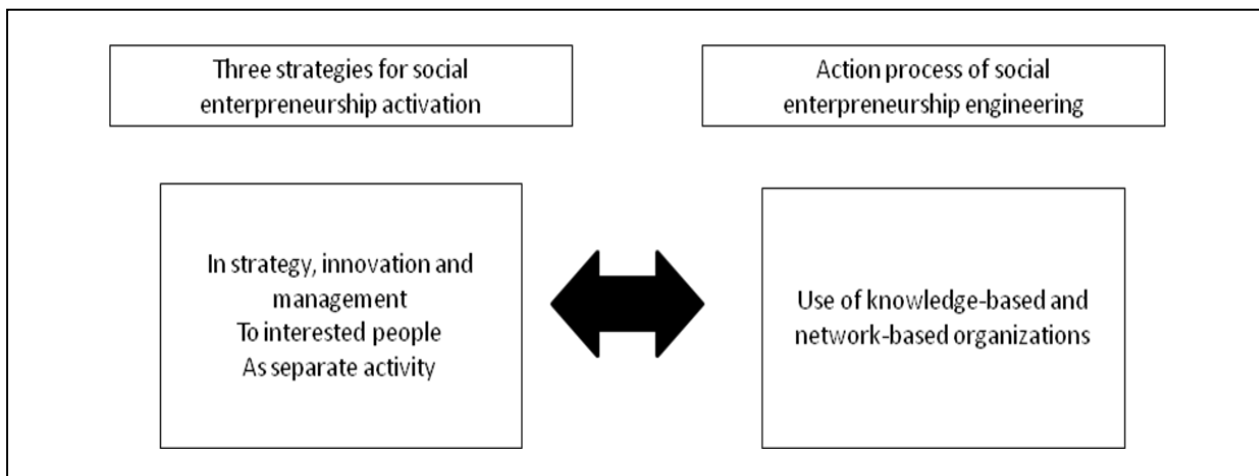 Three strategies for social
enterpreneurship activation
Action process of social
enterpreneurship engineering
In strategy, innovation and
management
To interested people
As separate activity
Use of knowledge-based and
network-based organizations